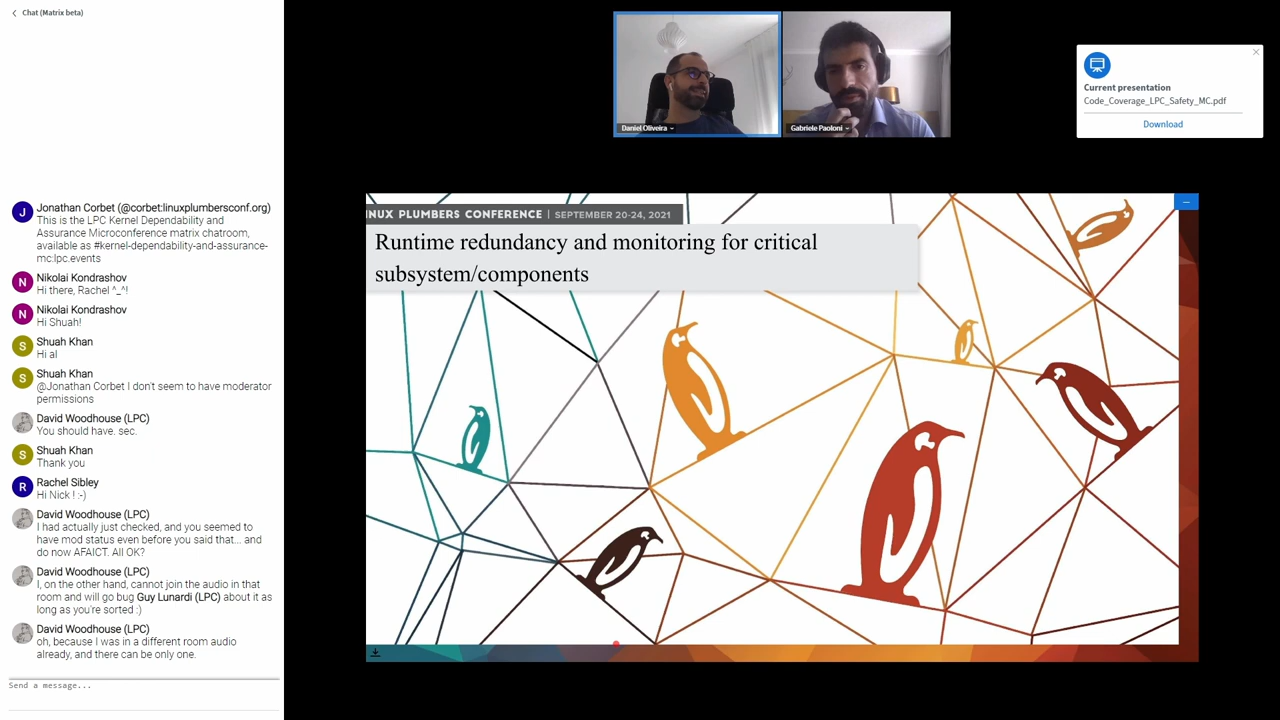 Chat (Matrix beta)
Jonathan Corbet (@corbet:linuxplumbersconf.org)
This is the LPC Kernel Dependability and
Assurance Microconference matrix chatroom,
available as #kernel-dependability-and-assurance-
mc:lpc.events
Nikolai Kondrashov
Hi there, Rachel ^_^!
Nikolai Kondrashov
Hi Shuah!
Shuah Khan
Hi al
Shuah Khan
@Jonathan Corbet I don't seem to have moderator
permissions
David Woodhouse (LPC)
You should have. sec.
Shuah Khan
Thank you
Rachel Sibley
Hi Nick ! :-)
David Woodhouse (LPC)
I had actually just checked, and you seemed to
have mod status even before you said that... and
do now AFAICT. All OK?
David Woodhouse (LPC)
I, on the other hand, cannot join the audio in that
room and will go bug Guy Lunardi (LPC) about it as
long as you're sorted :)
David Woodhouse (LPC)
oh, because I was in a different room audio
already, and there can be only one.
Send a message...
J
N
N
S
S
S
R
Daniel Oliveira
Gabriele Paoloni
Current presentation
Code_Coverage_LPC_Safety_MC.pdf
Download
INUX PLUMBERS CONFERENCE | SEPTEMBER 20-24, 2021
Runtime redundancy and monitoring for critical
subsystem/components